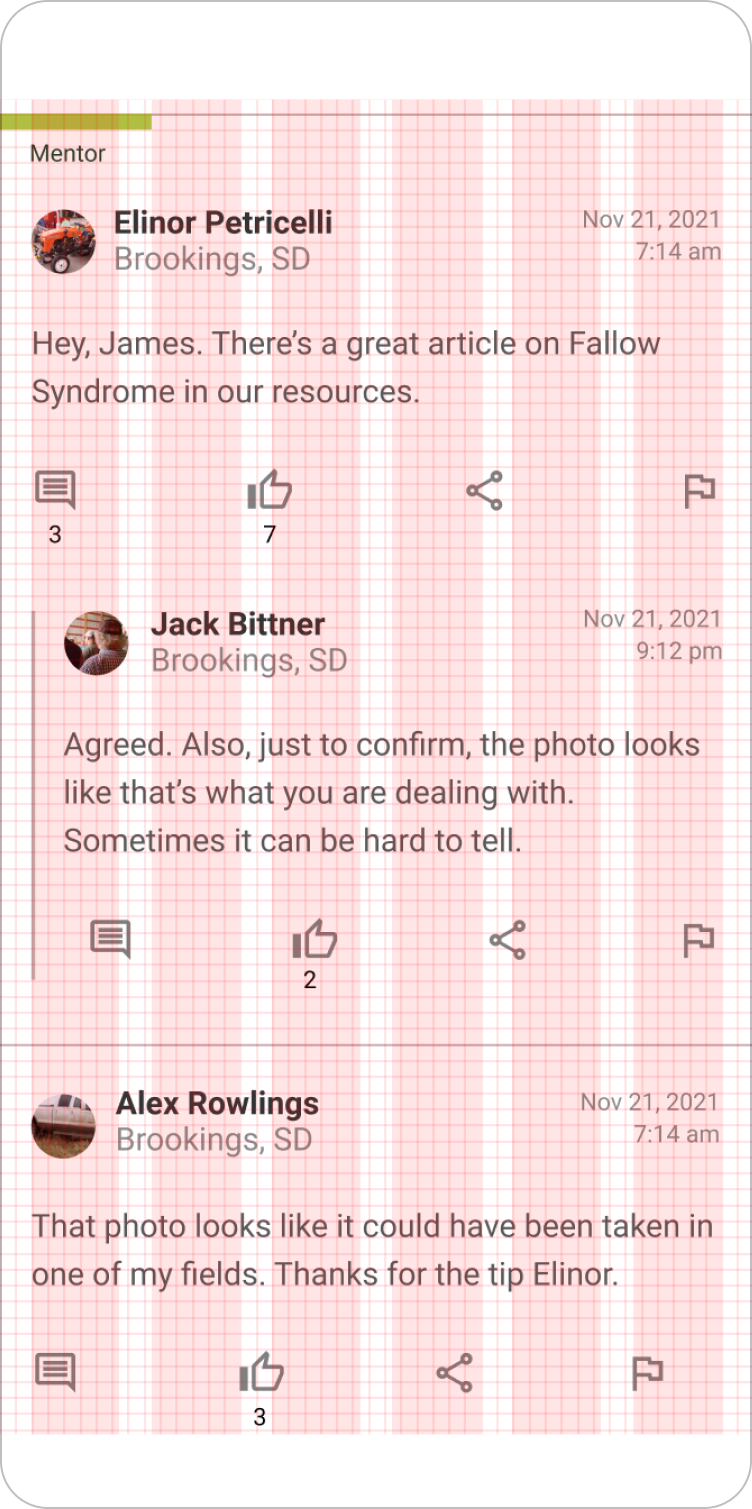 Mentor
Elinor Petricelli
Brookings, SD
Nov 21, 2021
7:14 am
Hey, James. There’s a great article on Fallow
Syndrome in our resources.
3
7
Jack Bittner
Brookings, SD
Nov 21, 2021
9:12 pm
Agreed. Also, just to confirm, the photo looks
like that’s what you are dealing with.
Sometimes it can be hard to tell.
2
Alex Rowlings
Brookings, SD
Nov 21, 2021
7:14 am
That photo looks like it could have been taken in
one of my fields. Thanks for the tip Elinor.
3